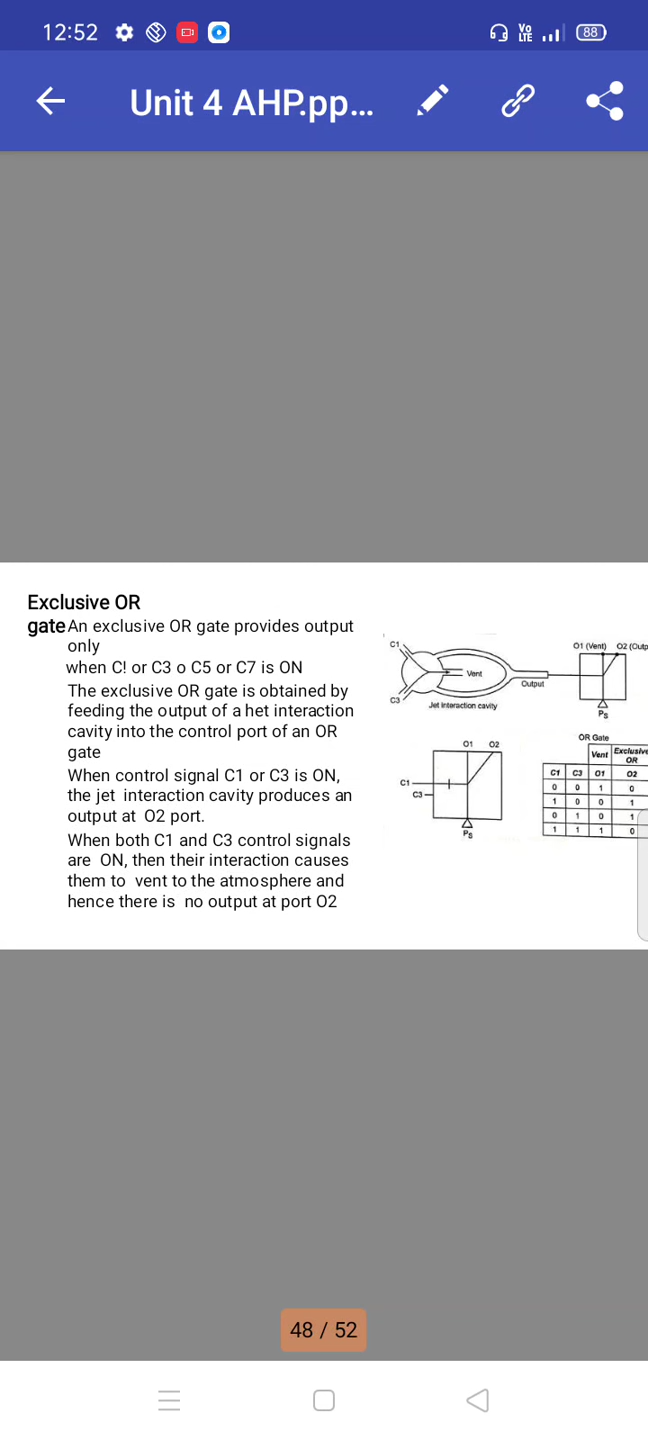 12:52
Vo
LTE
88
Unit 4 AHP.pp...
Exclusive OR
gate An exclusive OR gate provides output
only
when C! or C3 o C5 or C7 is ON
The exclusive OR gate is obtained by
feeding the output of a het interaction
cavity into the control port of an OR
gate
When control signal C1 or C3 is ON,
the jet interaction cavity produces an
output at O2 port.
When both C1 and C3 control signals
are ON, then their interaction causes
them to vent to the atmosphere and
hence there is no output at port O2
C1
Vent
C3
Output
Jet Interaction cavity
O1 (Vent) O2 (Outp
Ps
O1 O2
C1
C3
Ps
OR Gate
Vent Exclusive
OR
C1 C3 O1 O2
0 0 1 0
1 0 0 1
0 1 0 1
1 1 1 0
48 / 52